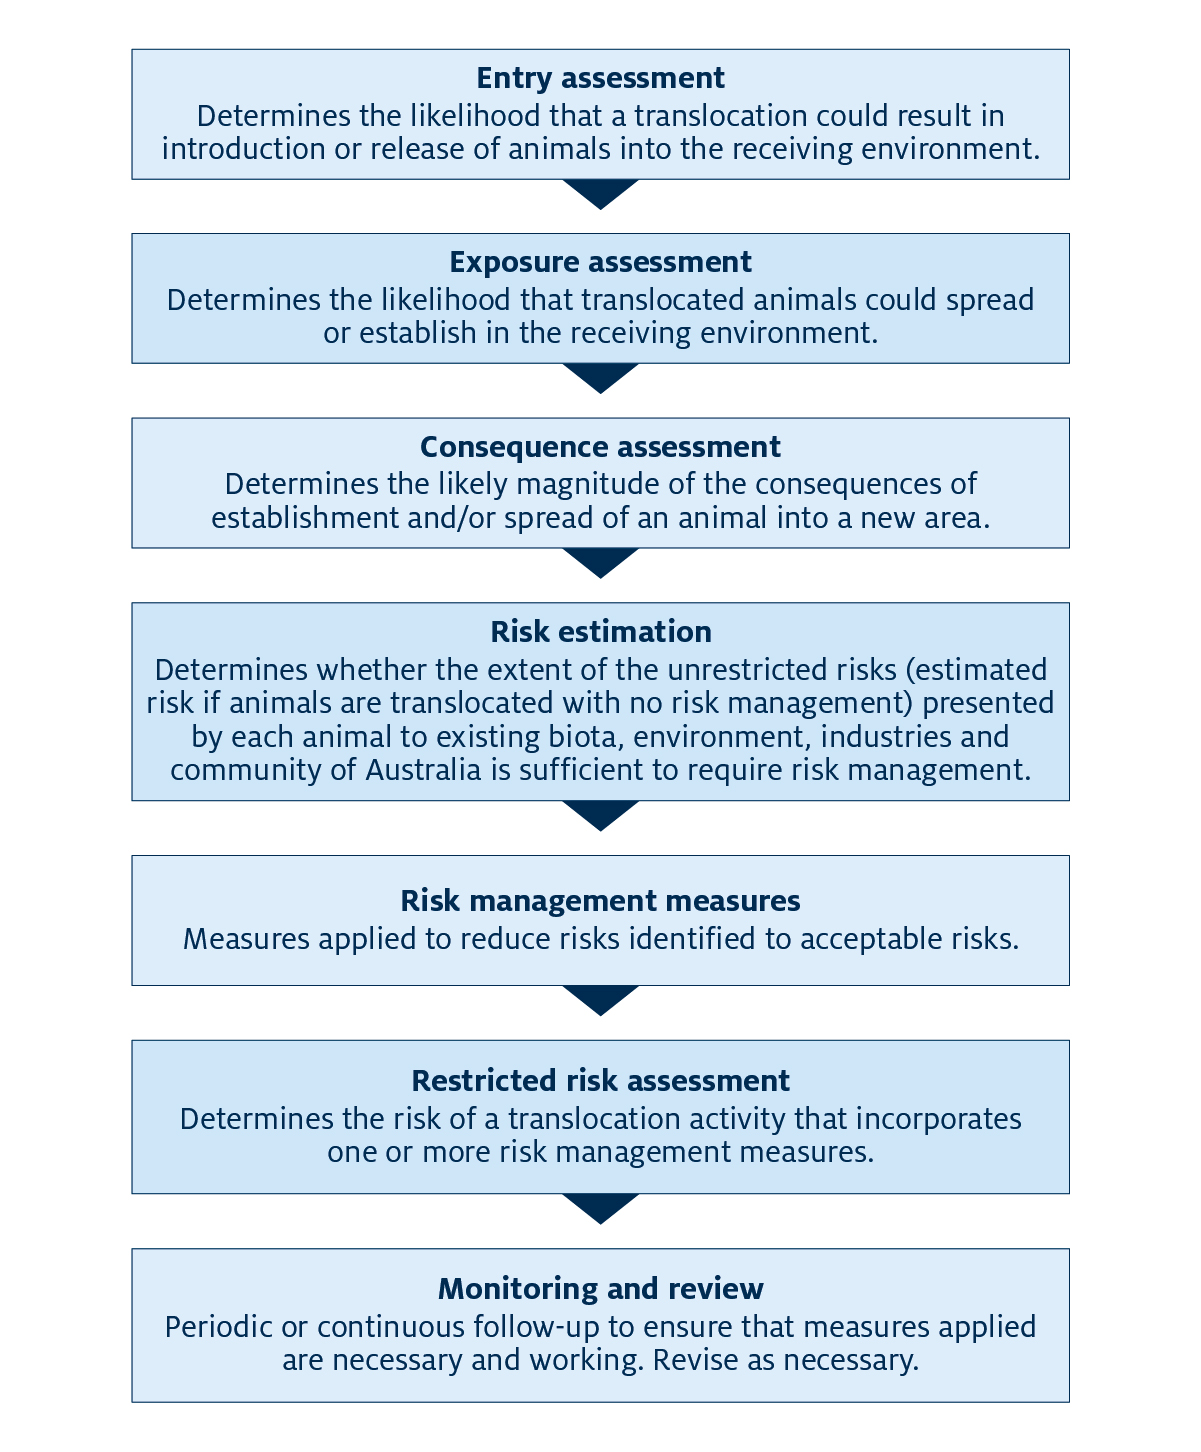 Entry assessment
Determines the likelihood that a translocation could result in
introduction or release of animals into the receiving environment.
Exposure assessment
Determines the likelihood that translocated animals could spread
or establish in the receiving environment.
Consequence assessment
Determines the likely magnitude of the consequences of
establishment and/or spread of an animal into a new area.
Risk estimation
Determines whether the extent of the unrestricted risks (estimated
risk if animals are translocated with no risk management) presented
by each animal to existing biota, environment, industries and
community of Australia is sufficient to require risk management.
Risk management measures
Measures applied to reduce risks identified to acceptable risks.
Restricted risk assessment
Determines the risk of a translocation activity that incorporates
one or more risk management measures.
Monitoring and review
Periodic or continuous follow-up to ensure that measures applied
are necessary and working. Revise as necessary.